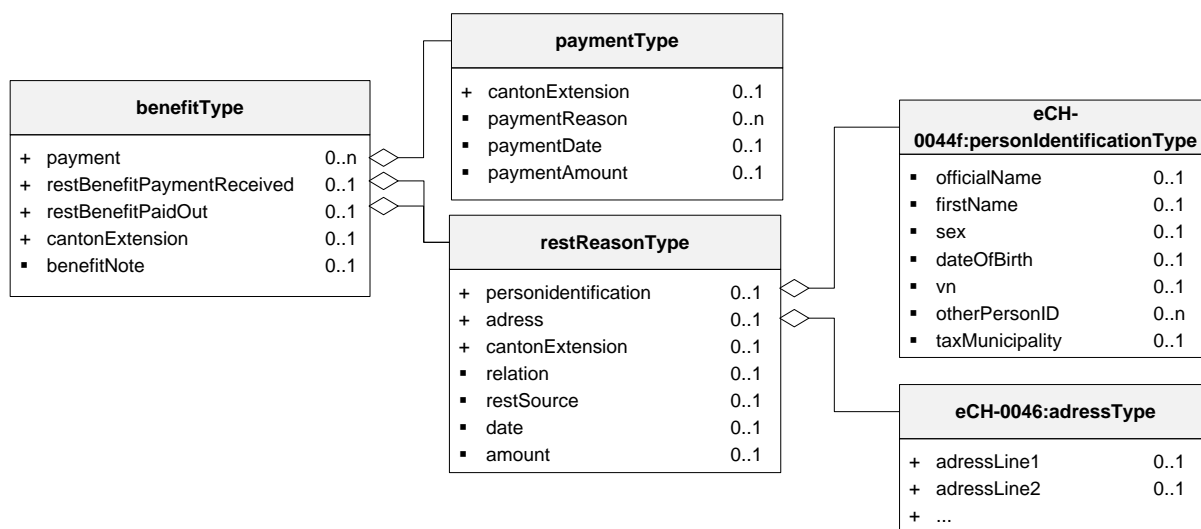 benefitType
+ payment 0..n
+ restBenefitPaymentReceived 0..1
+ restBenefitPaidOut 0..1
+ cantonExtension 0..1
▪ benefitNote 0..1
paymentType
+ cantonExtension 0..1
▪ paymentReason 0..n
▪ paymentDate 0..1
▪ paymentAmount 0..1
restReasonType
+ personidentification 0..1
+ adress 0..1
+ cantonExtension 0..1
▪ relation 0..1
▪ restSource 0..1
▪ date 0..1
▪ amount 0..1
eCH-
0044f:personIdentificationType
▪ officialName 0..1
▪ firstName 0..1
▪ sex 0..1
▪ dateOfBirth 0..1
▪ vn 0..1
▪ otherPersonID 0..n
▪ taxMunicipality 0..1
eCH-0046:adressType
+ adressLine1 0..1
+ adressLine2 0..1
+ ...